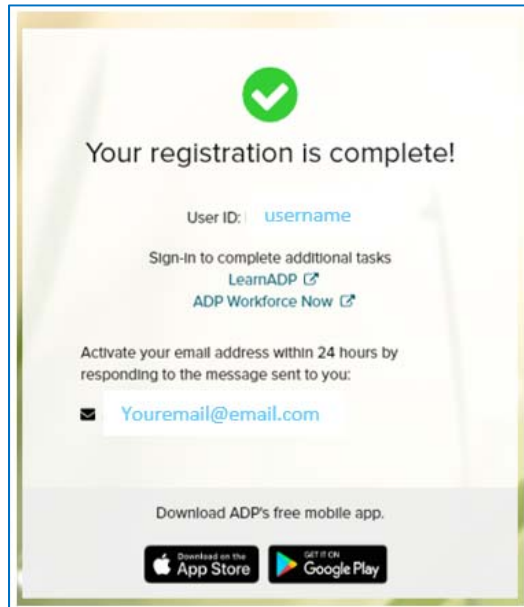 Your registration is complete!
User ID: username
Sign-in to complete additional tasks
LearnADP
ADP Workforce Now
Activate your email address within 24 hours by
responding to the message sent to you:
Youremail@email.com
Download ADP's free mobile app.
Download on the
App Store
GET IT ON
Google Play